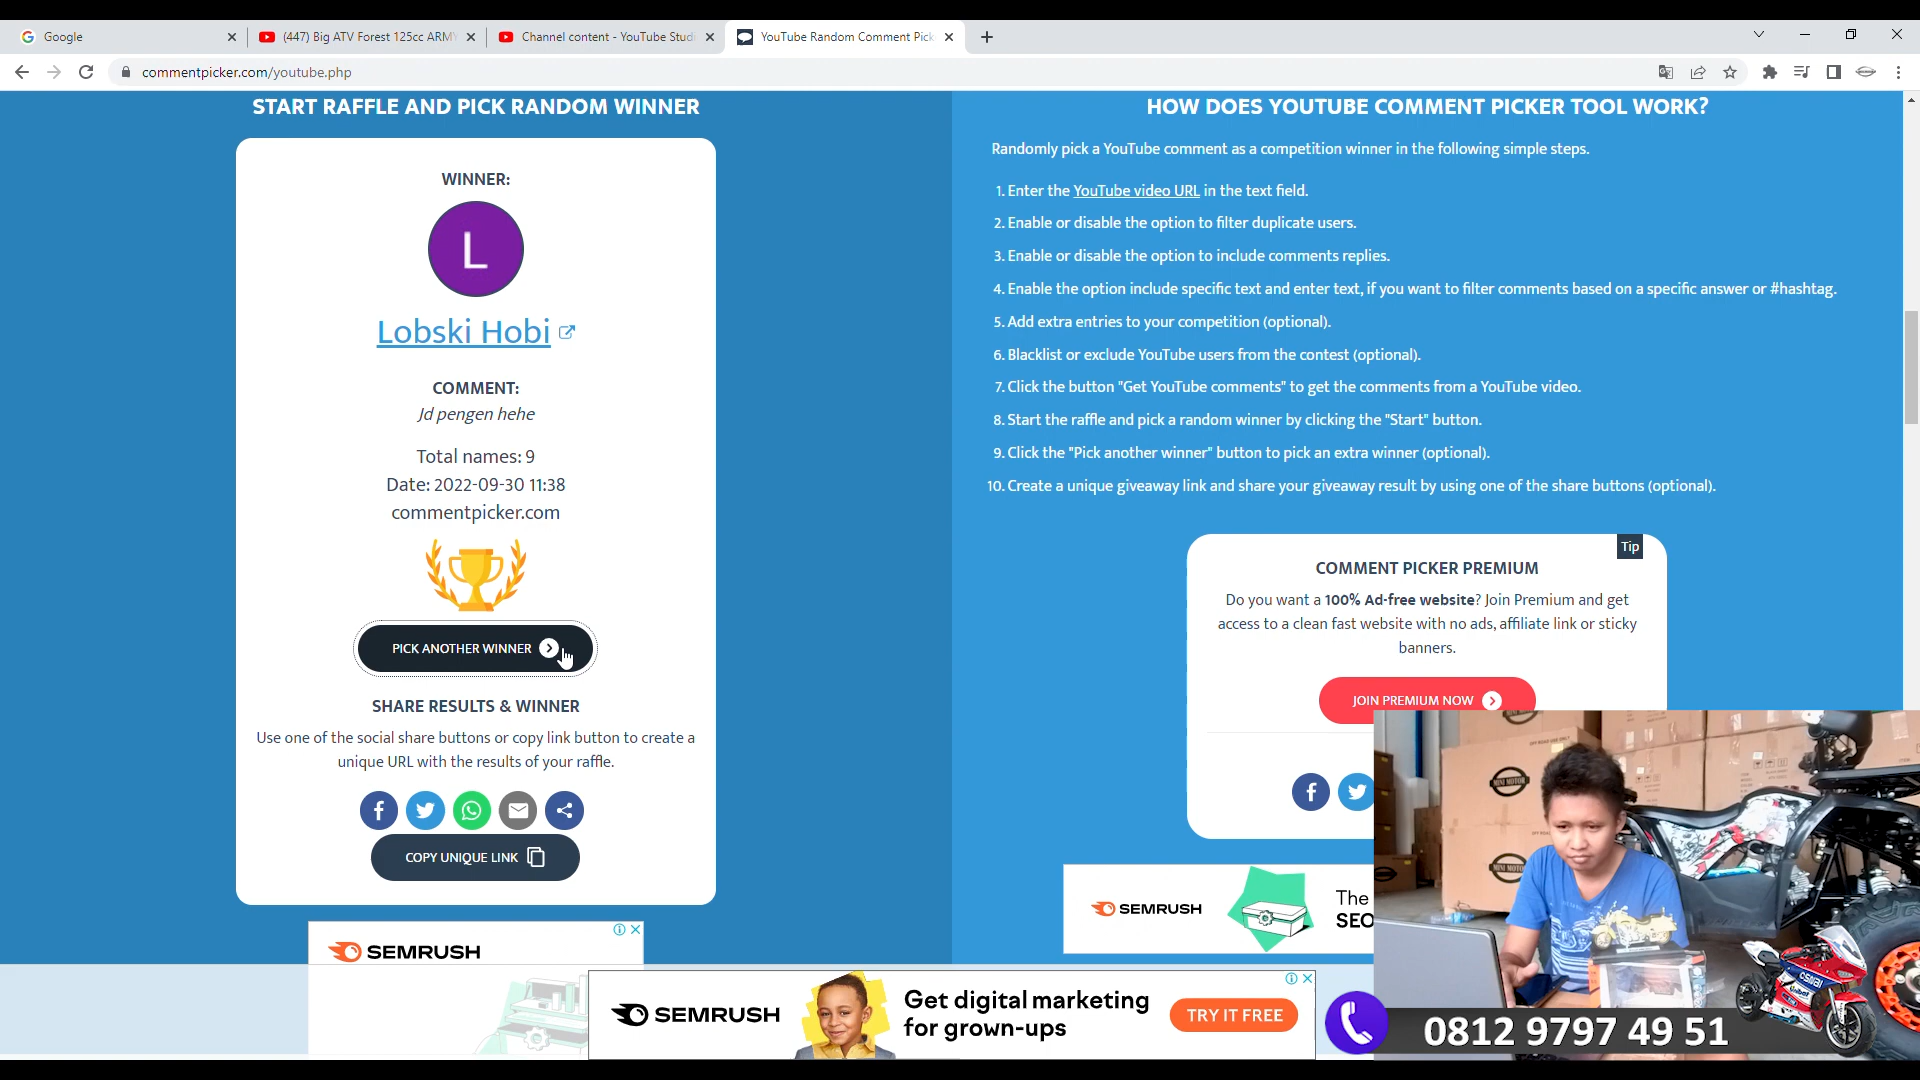 Google
(447) Big ATV Forest 125cc ARMY
Channel content - YouTube Studi
YouTube Random Comment Pick
commentpicker.com/youtube.php
START RAFFLE AND PICK RANDOM WINNER
WINNER:
L
Lobski Hobi
COMMENT:
Jd pengen hehe
Total names: 9
Date: 2022-09-30 11:38
commentpicker.com
PICK ANOTHER WINNER
SHARE RESULTS & WINNER
Use one of the social share buttons or copy link button to create a
unique URL with the results of your raffle.
COPY UNIQUE LINK
SEMRUSH
HOW DOES YOUTUBE COMMENT PICKER TOOL WORK?
Randomly pick a YouTube comment as a competition winner in the following simple steps.
1. Enter the YouTube video URL in the text field.
2. Enable or disable the option to filter duplicate users.
3. Enable or disable the option to include comments replies.
4. Enable the option include specific text and enter text, if you want to filter comments based on a specific answer or #hashtag.
5. Add extra entries to your competition (optional).
6. Blacklist or exclude YouTube users from the contest (optional).
7. Click the button "Get YouTube comments" to get the comments from a YouTube video.
8. Start the raffle and pick a random winner by clicking the "Start" button.
9. Click the "Pick another winner" button to pick an extra winner (optional).
10. Create a unique giveaway link and share your giveaway result by using one of the share buttons (optional).
Tip
COMMENT PICKER PREMIUM
Do you want a 100% Ad-free website? Join Premium and get
access to a clean fast website with no ads, affiliate link or sticky
banners.
JOIN PREMIUM NOW
SEMRUSH
The
SEO
MINI MOTOR
SEMRUSH
Get digital marketing
for grown-ups
TRY IT FREE
0812 9797 49 51